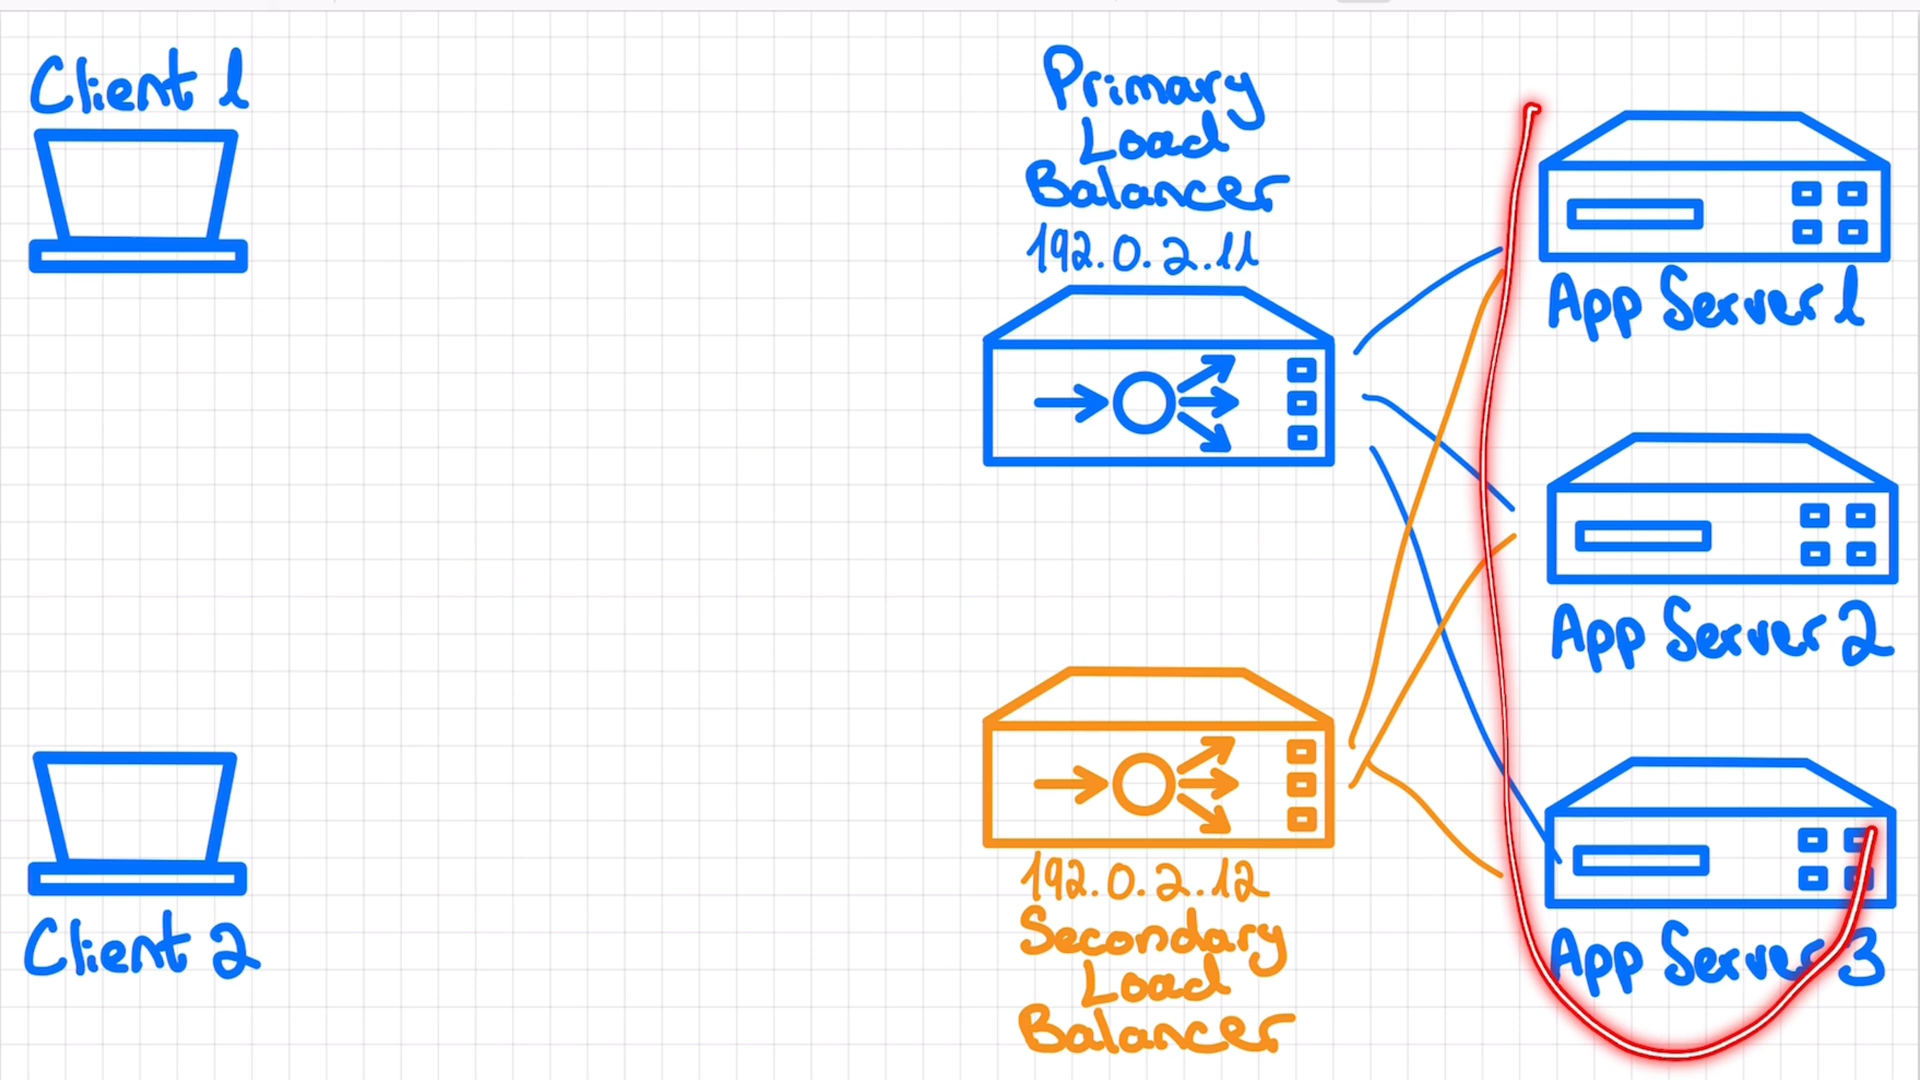 Client 1
Primary
Load
Balancer
192.0.2.11
App Server 1
App Server 2
192.0.2.12
Secondary
Load
Balancer
Client 2
App Server 3